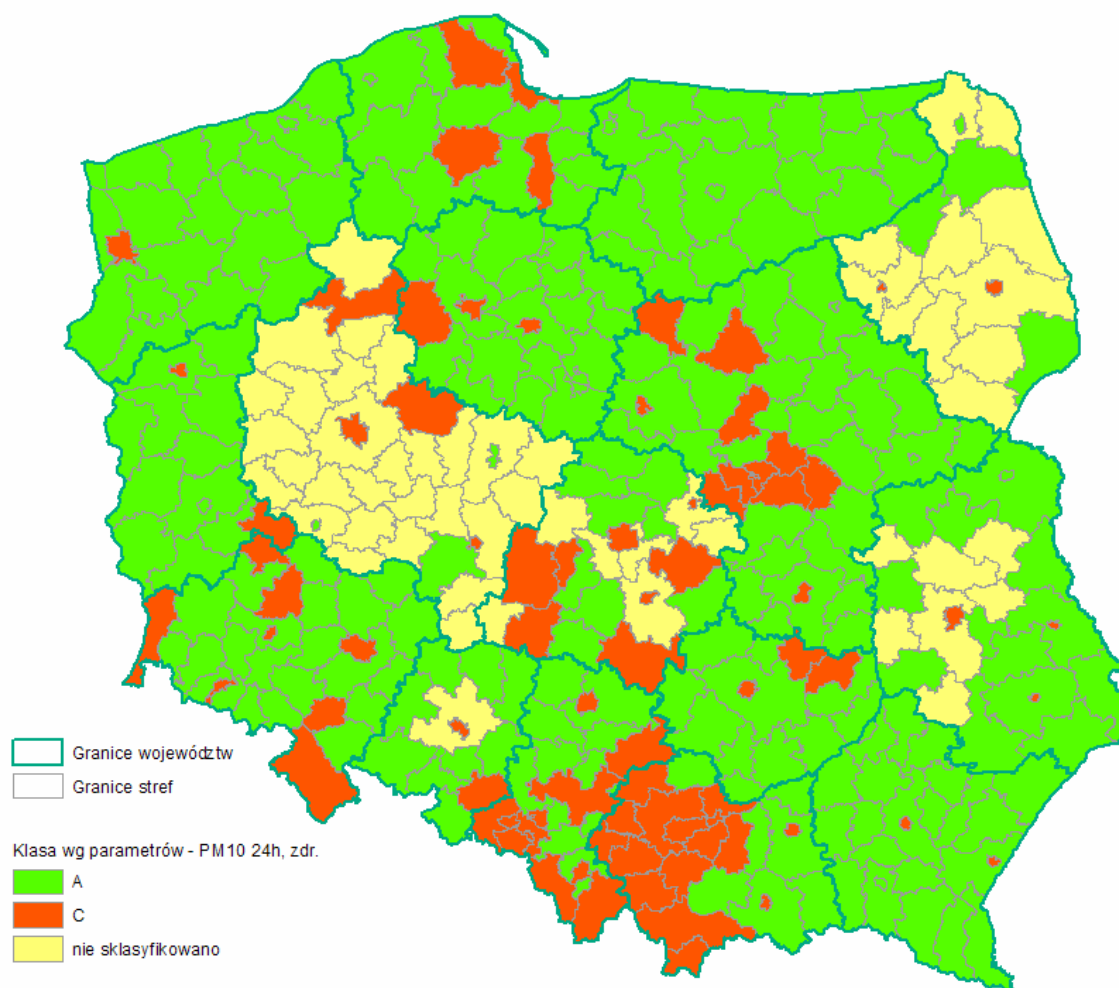 Granice województw
Granice stref
Klasa wg parametrów - PM10 24h, zdr.
A
C
nie sklasyfikowano